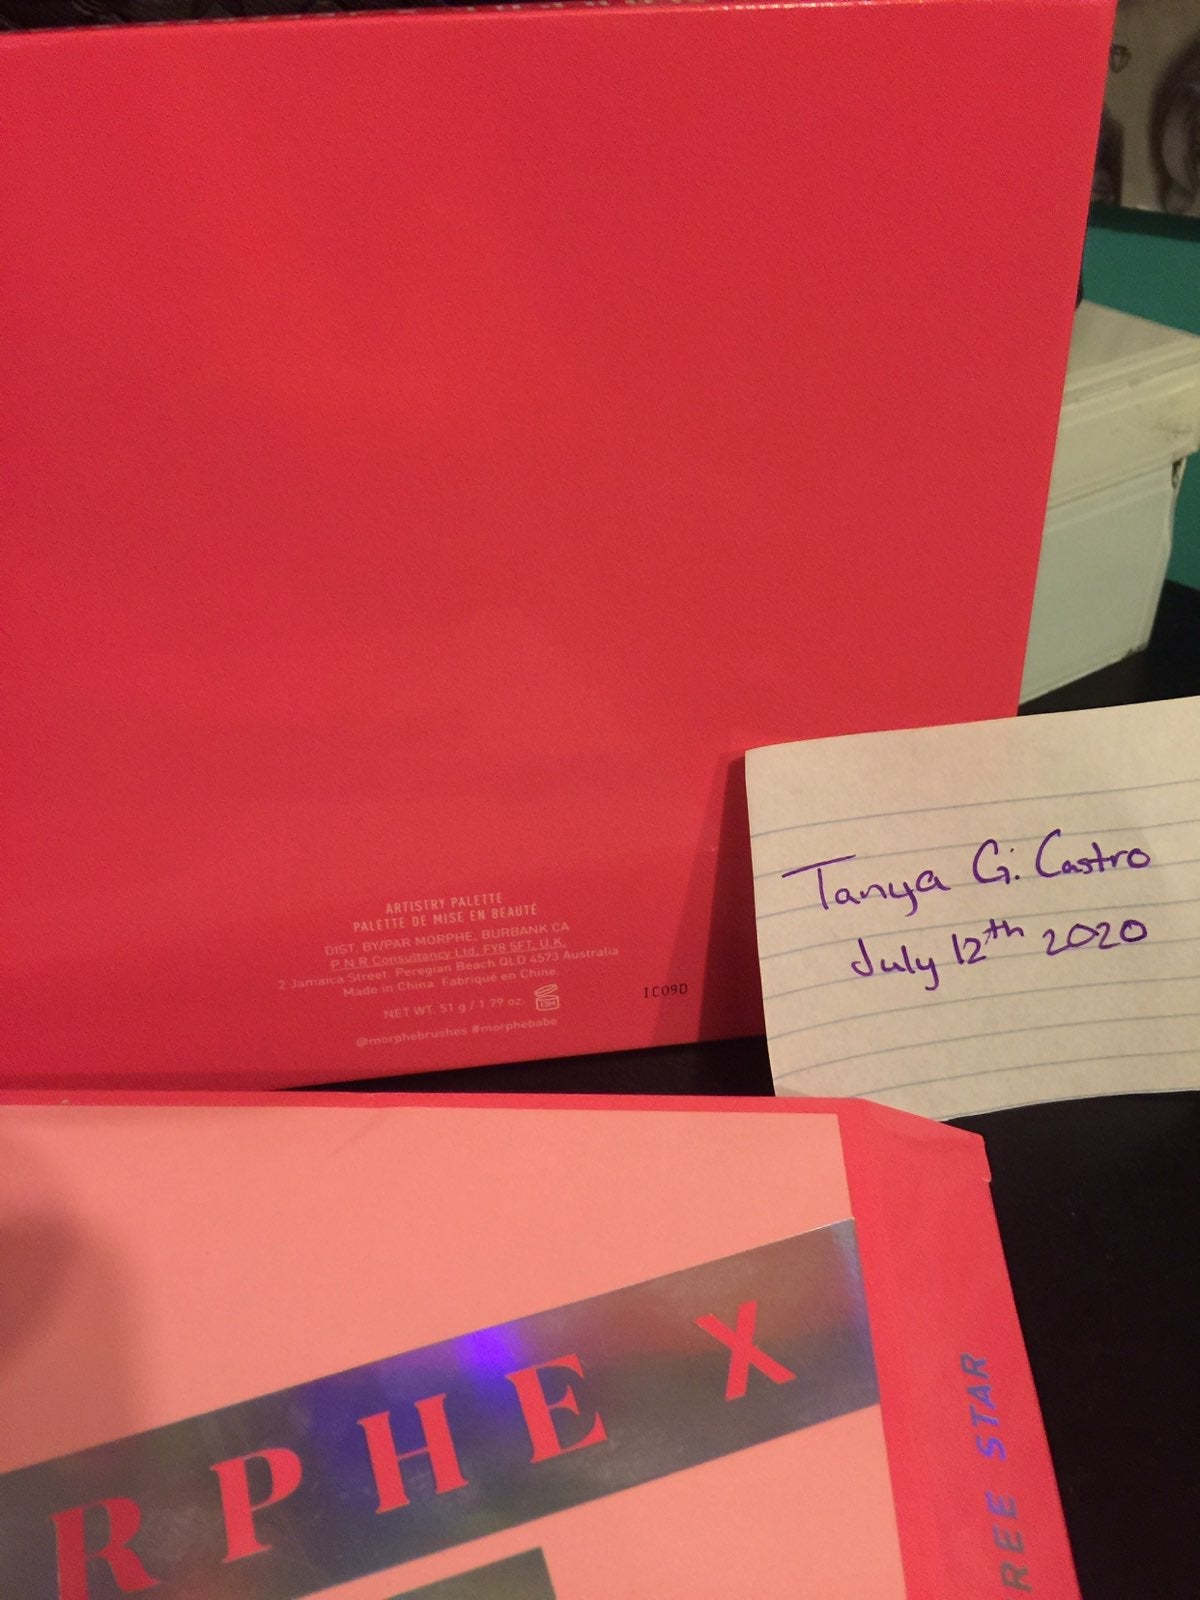 ARTISTRY PALETTE
PALETTE DE MISE EN BEAUTÉ
DIST. BY/PAR MORPHE, BURBANK CA
P N R Consultancy Ltd, FY8 5FT, U.K.
2 Jamaica Street. Peregian Beach QLD 4573 Australia
Made in China. Fabriqué en Chine.
NET WT. 51 g / 1.79 oz.
IC09D
@morphebrushes #morphebabe
Tanya G. Castro
July 12th 2020
RPHE X
REE STAR